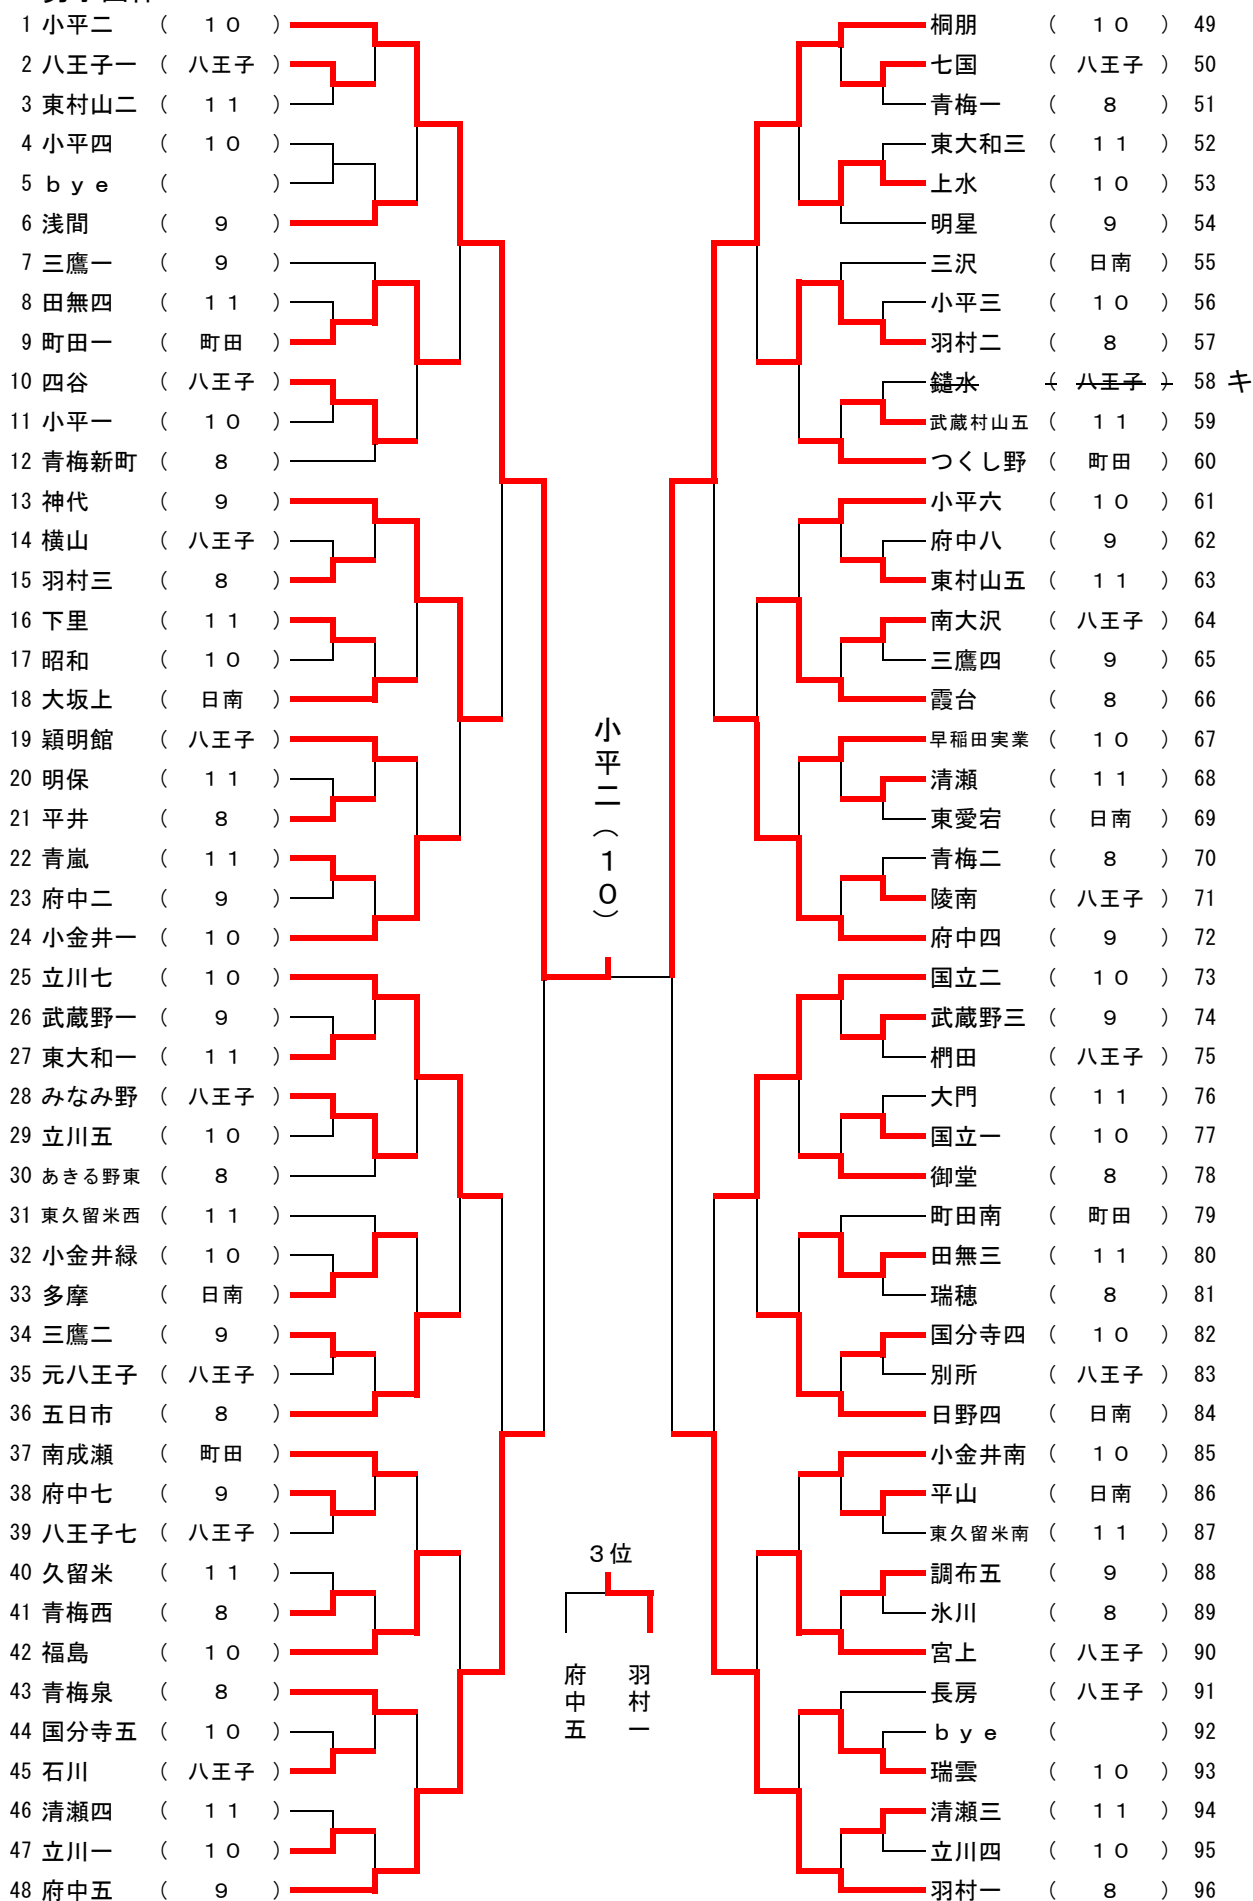 1 小平二 ( １０ )
2 八王子一 ( 八王子 )
3 東村山二 ( １１ )
4 小平四 ( １０ )
5 ｂｙｅ ( )
6 浅間 ( ９ )
7 三鷹一 ( ９ )
8 田無四 ( １１ )
9 町田一 ( 町田 )
10 四谷 ( 八王子 )
11 小平一 ( １０ )
12 青梅新町 ( ８ )
13 神代 ( ９ )
14 横山 ( 八王子 )
15 羽村三 ( ８ )
16 下里 ( １１ )
17 昭和 ( １０ )
18 大坂上 ( 日南 )
19 穎明館 ( 八王子 )
20 明保 ( １１ )
21 平井 ( ８ )
22 青嵐 ( １１ )
23 府中二 ( ９ )
24 小金井一 ( １０ )
25 立川七 ( １０ )
26 武蔵野一 ( ９ )
27 東大和一 ( １１ )
28 みなみ野 ( 八王子 )
29 立川五 ( １０ )
30 あきる野東 ( ８ )
31 東久留米西 ( １１ )
32 小金井緑 ( １０ )
33 多摩 ( 日南 )
34 三鷹二 ( ９ )
35 元八王子 ( 八王子 )
36 五日市 ( ８ )
37 南成瀬 ( 町田 )
38 府中七 ( ９ )
39 八王子七 ( 八王子 )
40 久留米 ( １１ )
41 青梅西 ( ８ )
42 福島 ( １０ )
43 青梅泉 ( ８ )
44 国分寺五 ( １０ )
45 石川 ( 八王子 )
46 清瀬四 ( １１ )
47 立川一 ( １０ )
48 府中五 ( ９ )
小平二（１０）
３位
府中五
羽村一
桐朋 ( １０ ) 49
七国 ( 八王子 ) 50
青梅一 ( ８ ) 51
東大和三 ( １１ ) 52
上水 ( １０ ) 53
明星 ( ９ ) 54
三沢 ( 日南 ) 55
小平三 ( １０ ) 56
羽村二 ( ８ ) 57
鑓水 ( 八王子 ) 58 キ
武蔵村山五 ( １１ ) 59
つくし野 ( 町田 ) 60
小平六 ( １０ ) 61
府中八 ( ９ ) 62
東村山五 ( １１ ) 63
南大沢 ( 八王子 ) 64
三鷹四 ( ９ ) 65
霞台 ( ８ ) 66
早稲田実業 ( １０ ) 67
清瀬 ( １１ ) 68
東愛宕 ( 日南 ) 69
青梅二 ( ８ ) 70
陵南 ( 八王子 ) 71
府中四 ( ９ ) 72
国立二 ( １０ ) 73
武蔵野三 ( ９ ) 74
椚田 ( 八王子 ) 75
大門 ( １１ ) 76
国立一 ( １０ ) 77
御堂 ( ８ ) 78
町田南 ( 町田 ) 79
田無三 ( １１ ) 80
瑞穂 ( ８ ) 81
国分寺四 ( １０ ) 82
別所 ( 八王子 ) 83
日野四 ( 日南 ) 84
小金井南 ( １０ ) 85
平山 ( 日南 ) 86
東久留米南 ( １１ ) 87
調布五 ( ９ ) 88
氷川 ( ８ ) 89
宮上 ( 八王子 ) 90
長房 ( 八王子 ) 91
ｂｙｅ ( ) 92
瑞雲 ( １０ ) 93
清瀬三 ( １１ ) 94
立川四 ( １０ ) 95
羽村一 ( ８ ) 96